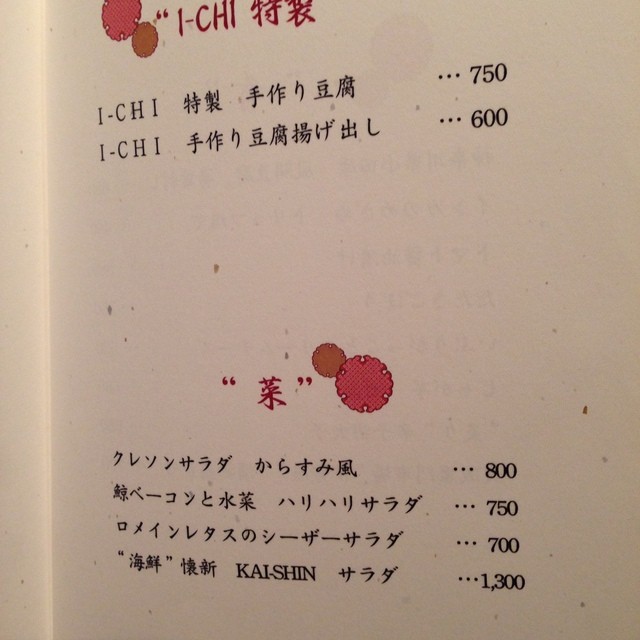 “I-CHI 特製
I-CHI 特製 手作り豆腐 … 750
I-CHI 手作り豆腐揚げ出し … 600
“菜”
クレソンサラダ からすみ風 … 800
鯨ベーコンと水菜 ハリハリサラダ … 750
ロメインレタスのシーザーサラダ … 700
“海鮮”懐新 KAI-SHIN サラダ …1,300